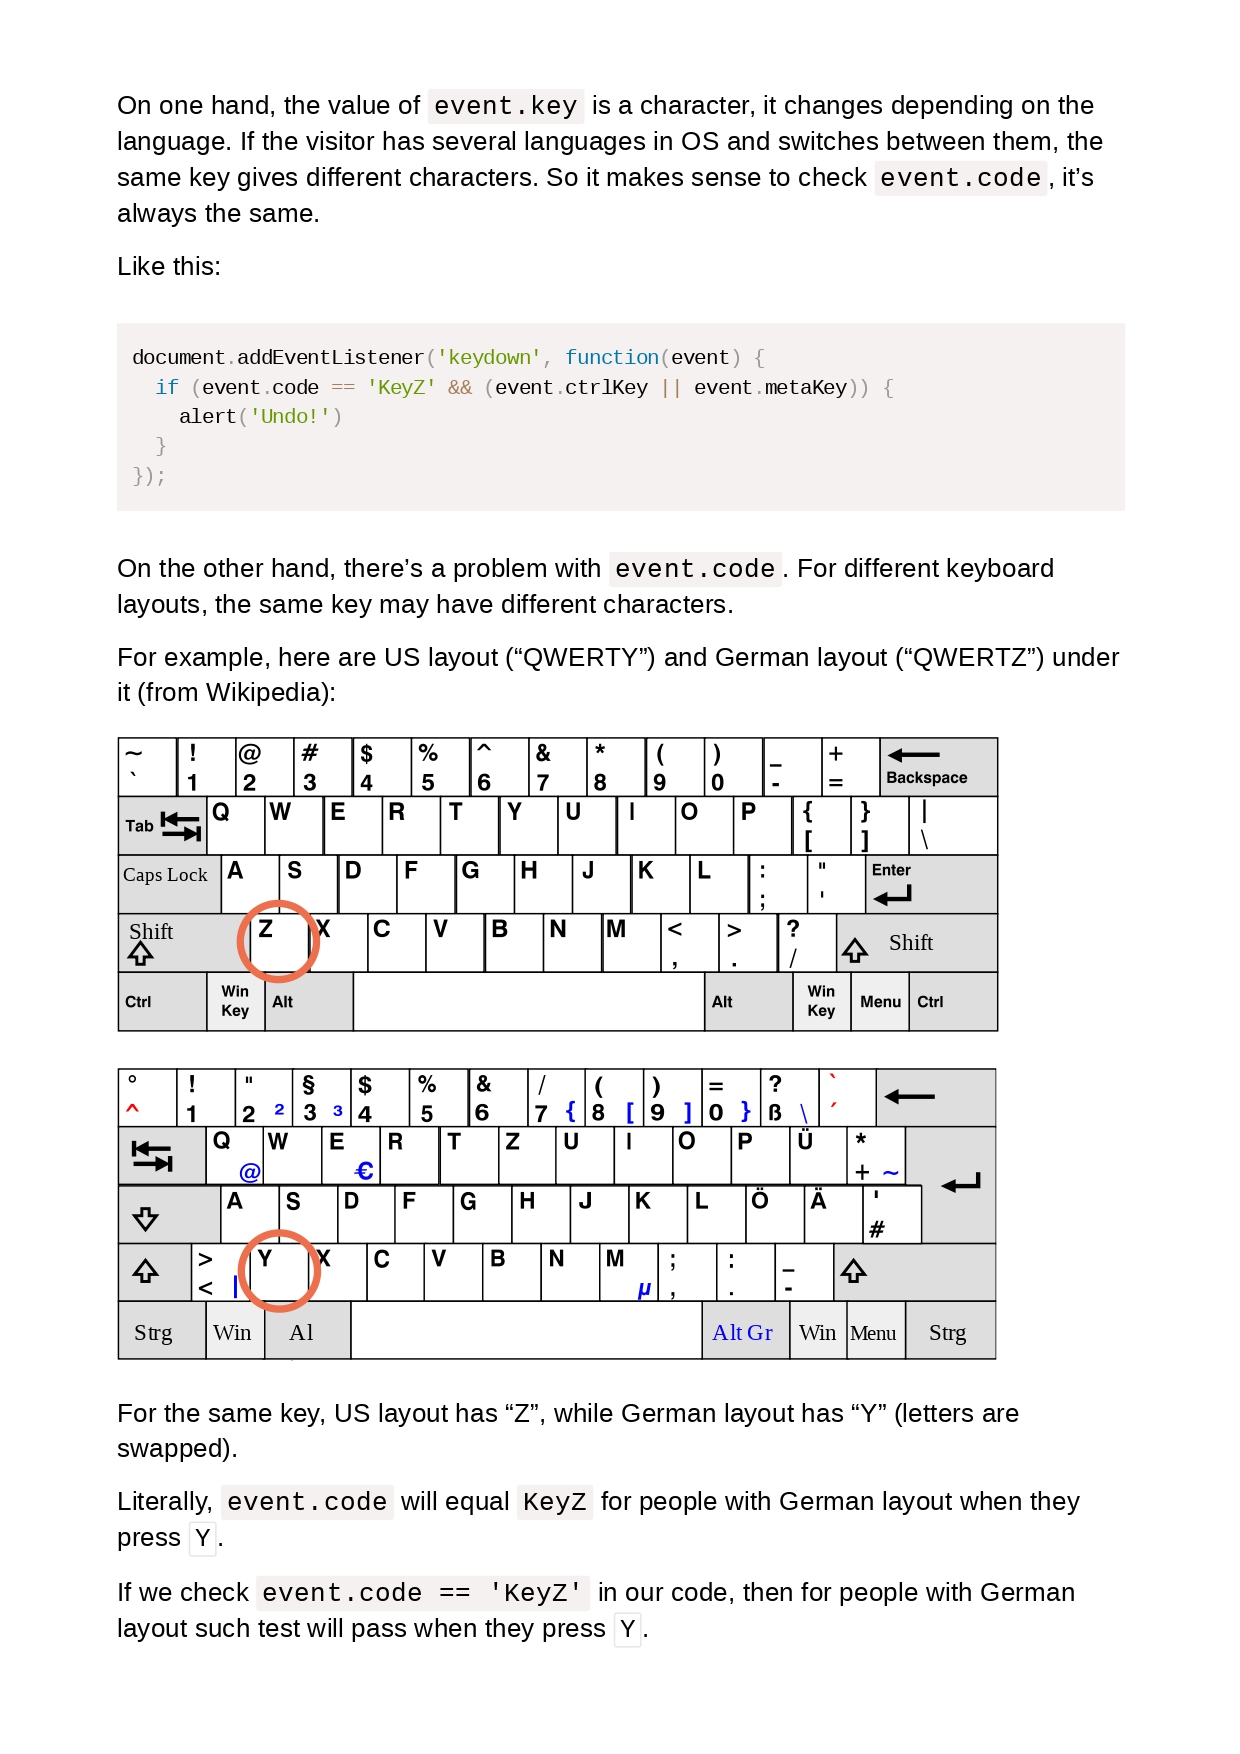 On one hand, the value of event.key is a character, it changes depending on the
language. If the visitor has several languages in OS and switches between them, the
same key gives different characters. So it makes sense to check event.code, it’s
always the same.
Like this:
document.addEventListener('keydown', function(event) {
  if (event.code == 'KeyZ' && (event.ctrlKey || event.metaKey)) {
    alert('Undo!')
  }
});
On the other hand, there’s a problem with event.code. For different keyboard
layouts, the same key may have different characters.
For example, here are US layout (“QWERTY”) and German layout (“QWERTZ”) under
it (from Wikipedia):
~ ! @ # $ % ^ & * ( ) _ +
` 1 2 3 4 5 6 7 8 9 0 - = Backspace
Tab Q W E R T Y U I O P { } |
[ ] \
Caps Lock A S D F G H J K L : " Enter
; '
Shift Z X C V B N M < > ? Shift
, . /
Ctrl Win Key Alt Alt Win Key Menu Ctrl
° ! " § $ % & / ( ) = ? `
^ 1 2 ² 3 ³ 4 5 6 7 { 8 [ 9 ] 0 } ß \ ´
Q W E R T Z U I O P Ü *
@ € + ~
A S D F G H J K L Ö Ä '
#
> Y X C V B N M ; : _
< | µ , . -
Strg Win Al Alt Gr Win Menu Strg
For the same key, US layout has “Z”, while German layout has “Y” (letters are
swapped).
Literally, event.code will equal KeyZ for people with German layout when they
press Y.
If we check event.code == 'KeyZ' in our code, then for people with German
layout such test will pass when they press Y.